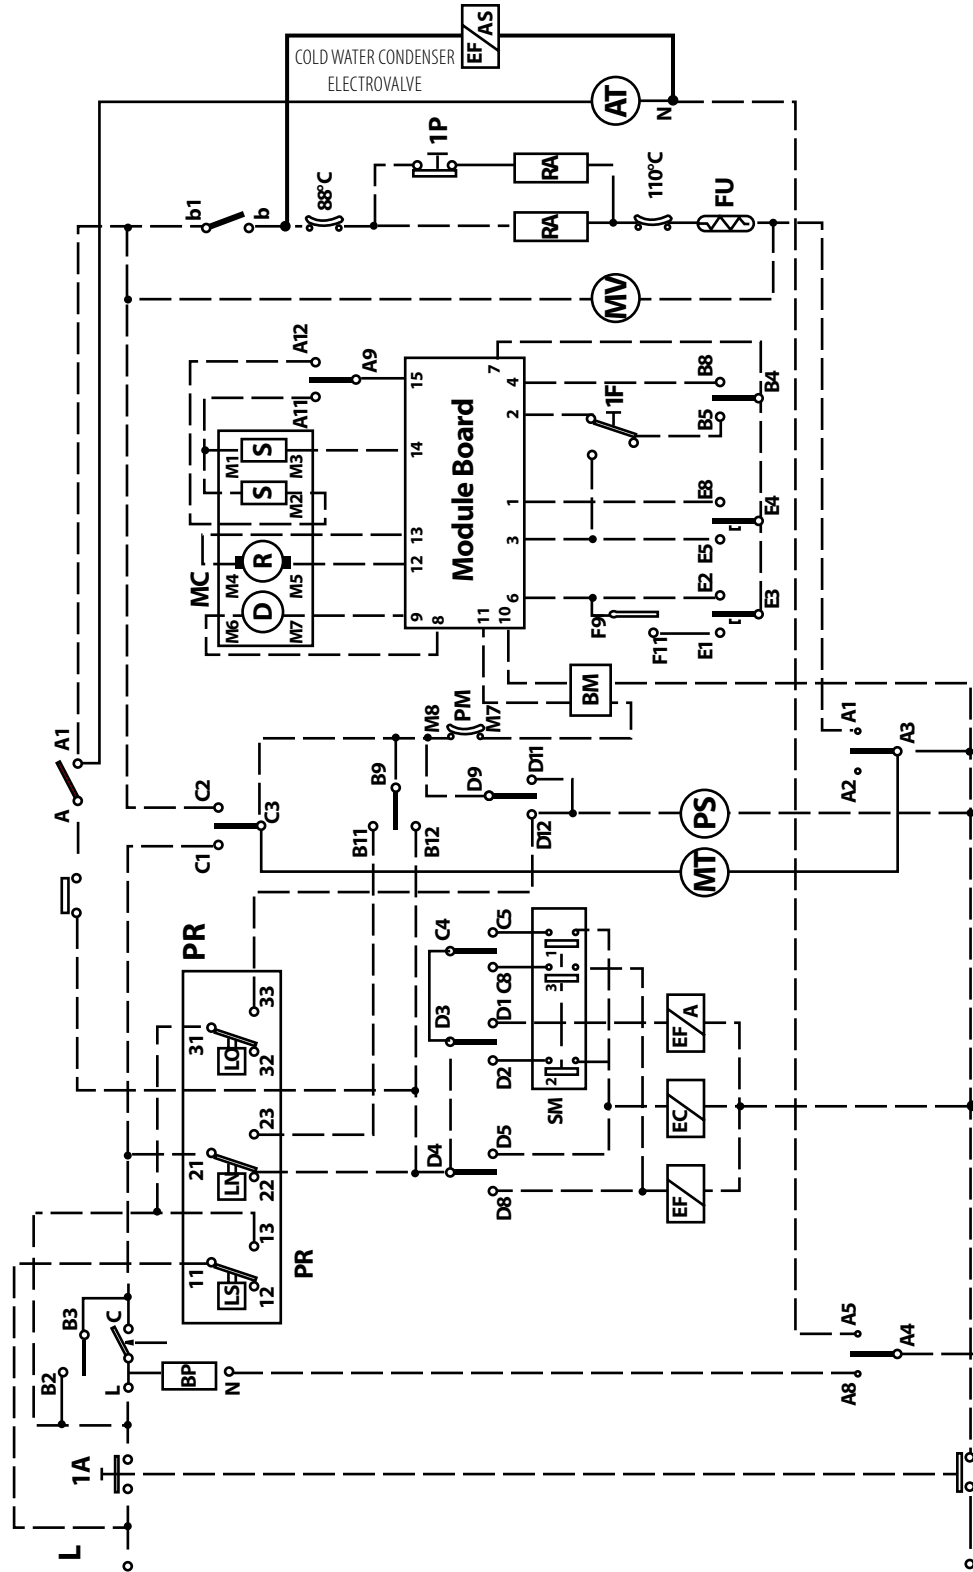 EF AS
COLD WATER CONDENSER
ELECTROVALVE
AT
N
1P
RA
RA
110°C
88°C
FU
b1
b
MV
A12
A9
A11
M1
S
M3
S
M2
MC
M4
R
M5
M6
D
M7
15
14
13
12
9
8
Module Board
7
4
2
1
3
6
11
10
1F
B8
B4
B5
E8
E4
E5
E2
E3
E1
F9
F11
BM
M8
PM
M7
A1
A
C2
C3
C1
B9
B11
B12
D9
D11
D12
PS
MT
A1
A3
A2
PR
31
LO
33
32
21
LN
23
22
11
LS
13
12
PR
C4
C5
C8
D3
D1
D2
D4
D5
D8
SM
1
3
2
EF A
EC
EF
B3
B2
C
L
BP
N
A5
A4
A8
1A
L